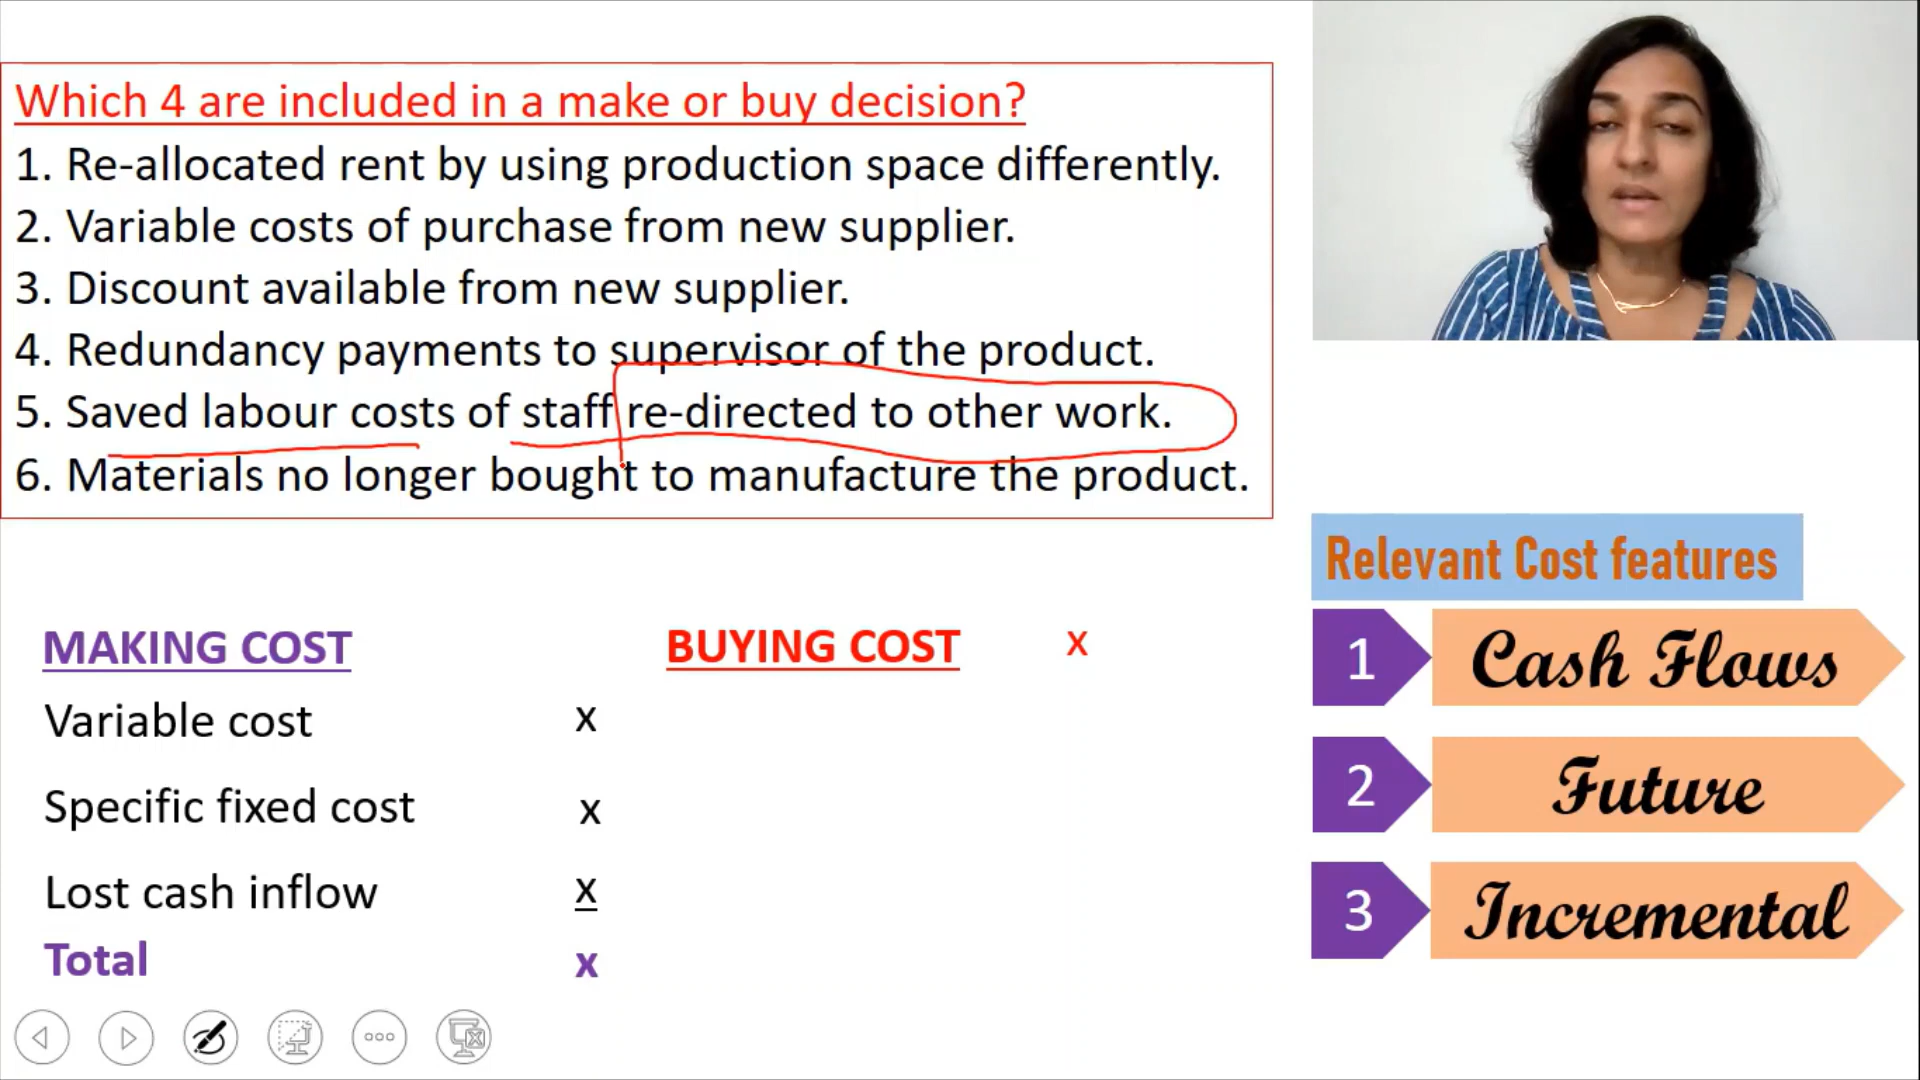 Which 4 are included in a make or buy decision?
1. Re-allocated rent by using production space differently.
2. Variable costs of purchase from new supplier.
3. Discount available from new supplier.
4. Redundancy payments to supervisor of the product.
5. Saved labour costs of staff re-directed to other work.
6. Materials no longer bought to manufacture the product.
MAKING COST
Variable cost x
Specific fixed cost x
Lost cash inflow x
Total x
BUYING COST x
Relevant Cost features
1 Cash Flows
2 Future
3 Incremental